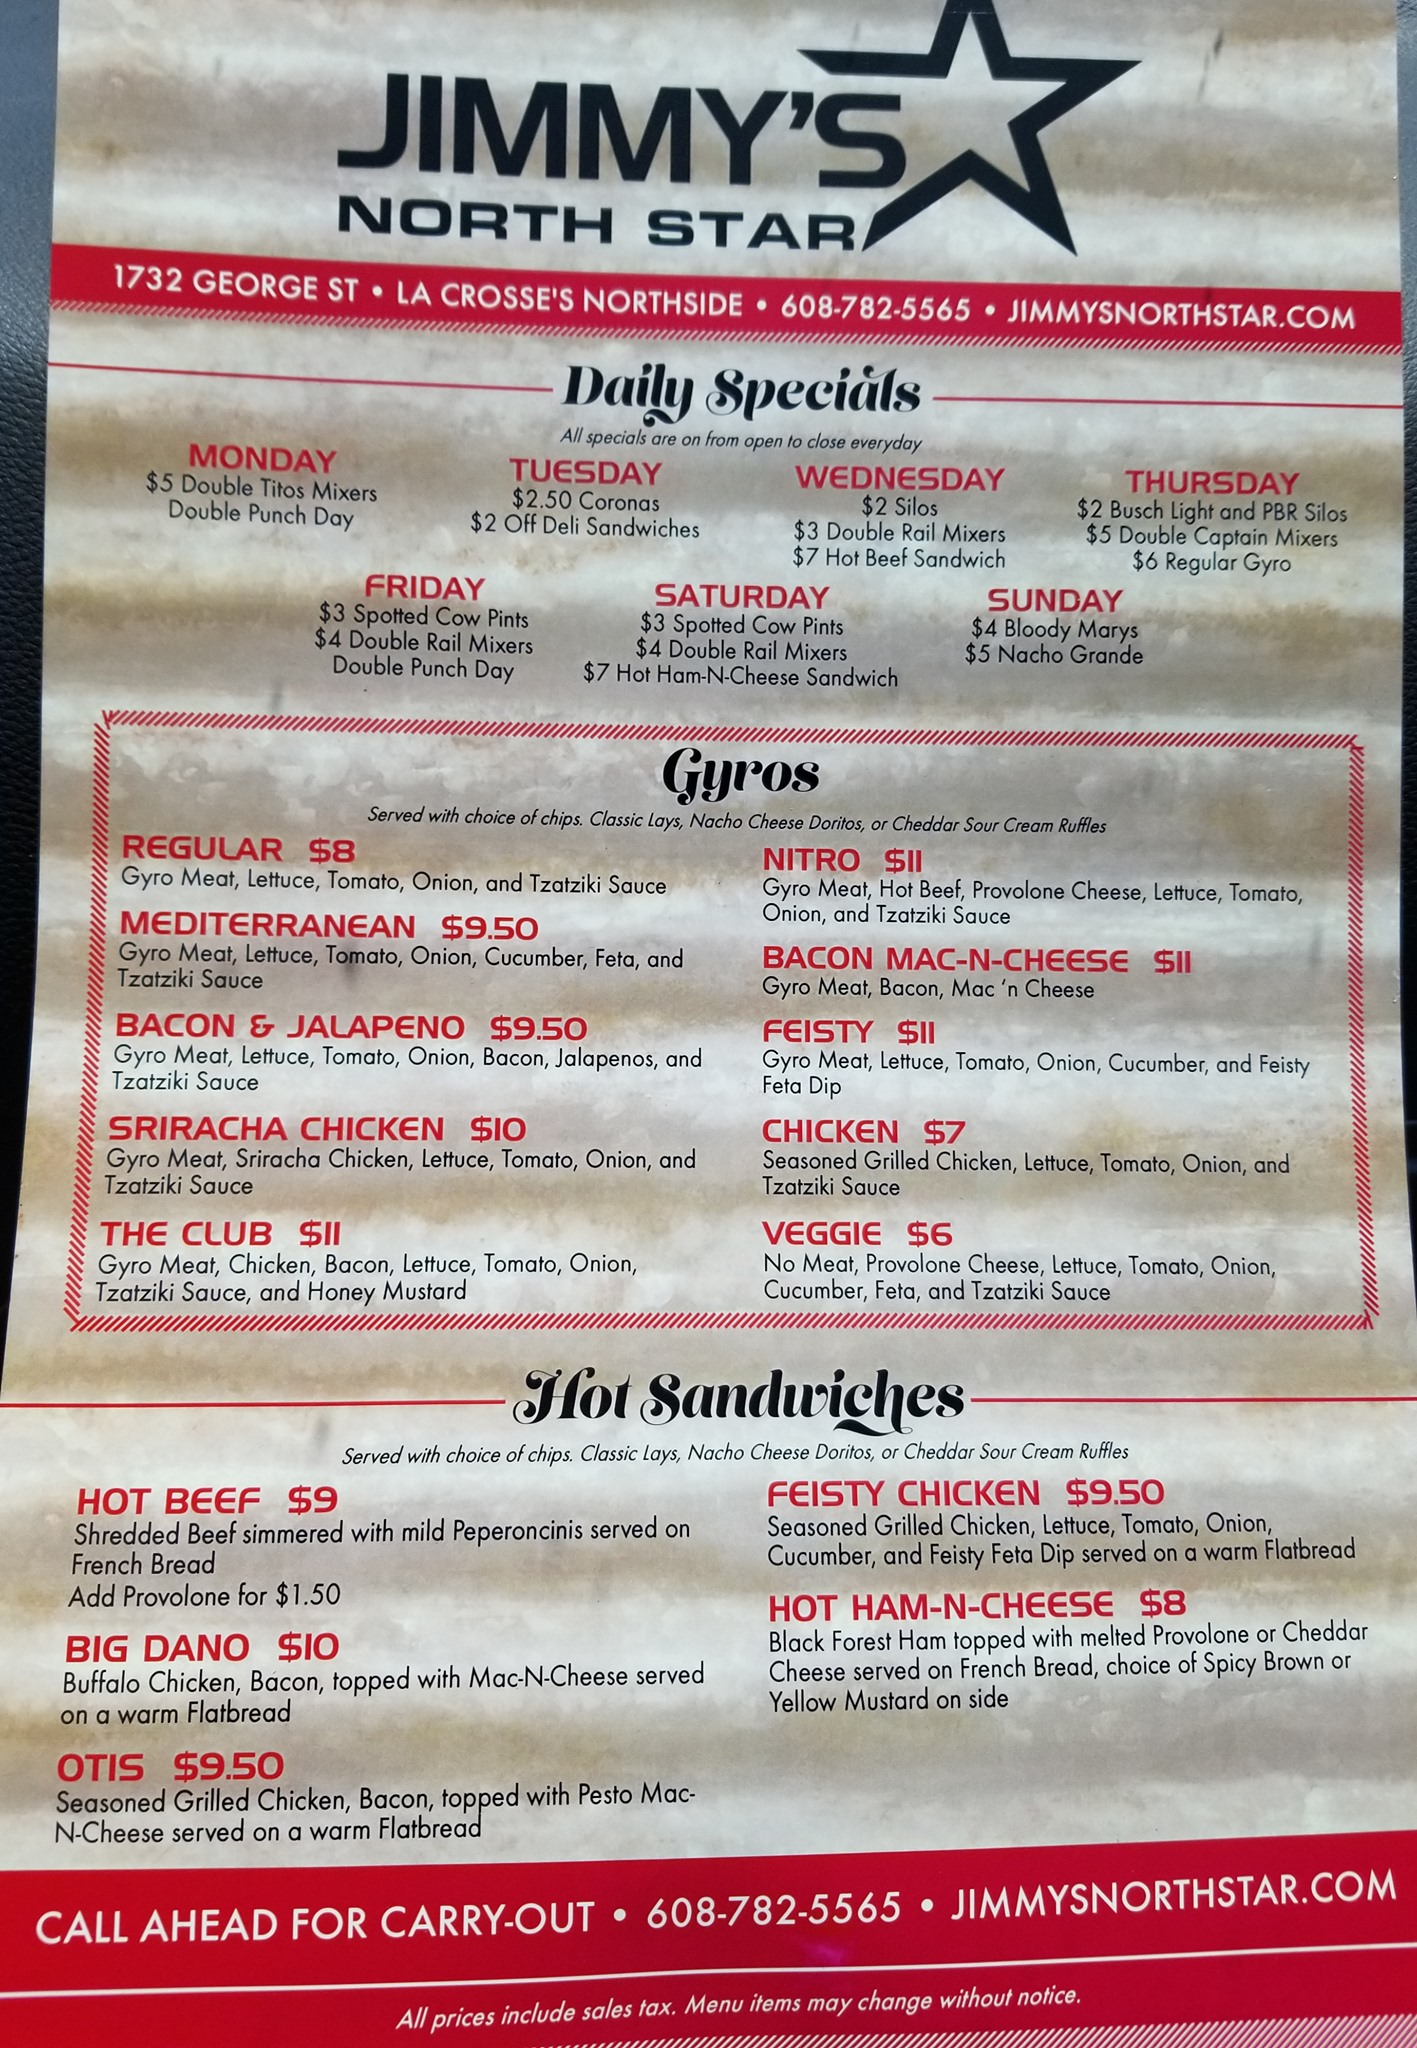 JIMMY'S
NORTH STAR
1732 GEORGE ST • LA CROSSE'S NORTHSIDE • 608-782-5565 • JIMMYSNORTHSTAR.COM
Daily Specials
All specials are on from open to close everyday
MONDAY
$5 Double Titos Mixers
Double Punch Day
TUESDAY
$2.50 Coronas
$2 Off Deli Sandwiches
WEDNESDAY
$2 Silos
$3 Double Rail Mixers
$7 Hot Beef Sandwich
THURSDAY
$2 Busch Light and PBR Silos
$5 Double Captain Mixers
$6 Regular Gyro
FRIDAY
$3 Spotted Cow Pints
$4 Double Rail Mixers
Double Punch Day
SATURDAY
$3 Spotted Cow Pints
$4 Double Rail Mixers
$7 Hot Ham-N-Cheese Sandwich
SUNDAY
$4 Bloody Marys
$5 Nacho Grande
Gyros
Served with choice of chips. Classic Lays, Nacho Cheese Doritos, or Cheddar Sour Cream Ruffles
REGULAR $8
Gyro Meat, Lettuce, Tomato, Onion, and Tzatziki Sauce
MEDITERRANEAN $9.50
Gyro Meat, Lettuce, Tomato, Onion, Cucumber, Feta, and
Tzatziki Sauce
BACON & JALAPENO $9.50
Gyro Meat, Lettuce, Tomato, Onion, Bacon, Jalapenos, and
Tzatziki Sauce
SRIRACHA CHICKEN $10
Gyro Meat, Sriracha Chicken, Lettuce, Tomato, Onion, and
Tzatziki Sauce
THE CLUB $11
Gyro Meat, Chicken, Bacon, Lettuce, Tomato, Onion,
Tzatziki Sauce, and Honey Mustard
NITRO $11
Gyro Meat, Hot Beef, Provolone Cheese, Lettuce, Tomato,
Onion, and Tzatziki Sauce
BACON MAC-N-CHEESE $11
Gyro Meat, Bacon, Mac 'n Cheese
FEISTY $11
Gyro Meat, Lettuce, Tomato, Onion, Cucumber, and Feisty
Feta Dip
CHICKEN $7
Seasoned Grilled Chicken, Lettuce, Tomato, Onion, and
Tzatziki Sauce
VEGGIE $6
No Meat, Provolone Cheese, Lettuce, Tomato, Onion,
Cucumber, Feta, and Tzatziki Sauce
Hot Sandwiches
Served with choice of chips. Classic Lays, Nacho Cheese Doritos, or Cheddar Sour Cream Ruffles
HOT BEEF $9
Shredded Beef simmered with mild Peperoncinis served on
French Bread
Add Provolone for $1.50
BIG DANO $10
Buffalo Chicken, Bacon, topped with Mac-N-Cheese served
on a warm Flatbread
OTIS $9.50
Seasoned Grilled Chicken, Bacon, topped with Pesto Mac-
N-Cheese served on a warm Flatbread
FEISTY CHICKEN $9.50
Seasoned Grilled Chicken, Lettuce, Tomato, Onion,
Cucumber, and Feisty Feta Dip served on a warm Flatbread
HOT HAM-N-CHEESE $8
Black Forest Ham topped with melted Provolone or Cheddar
Cheese served on French Bread, choice of Spicy Brown or
Yellow Mustard on side
CALL AHEAD FOR CARRY-OUT • 608-782-5565 • JIMMYSNORTHSTAR.COM
All prices include sales tax. Menu items may change without notice.